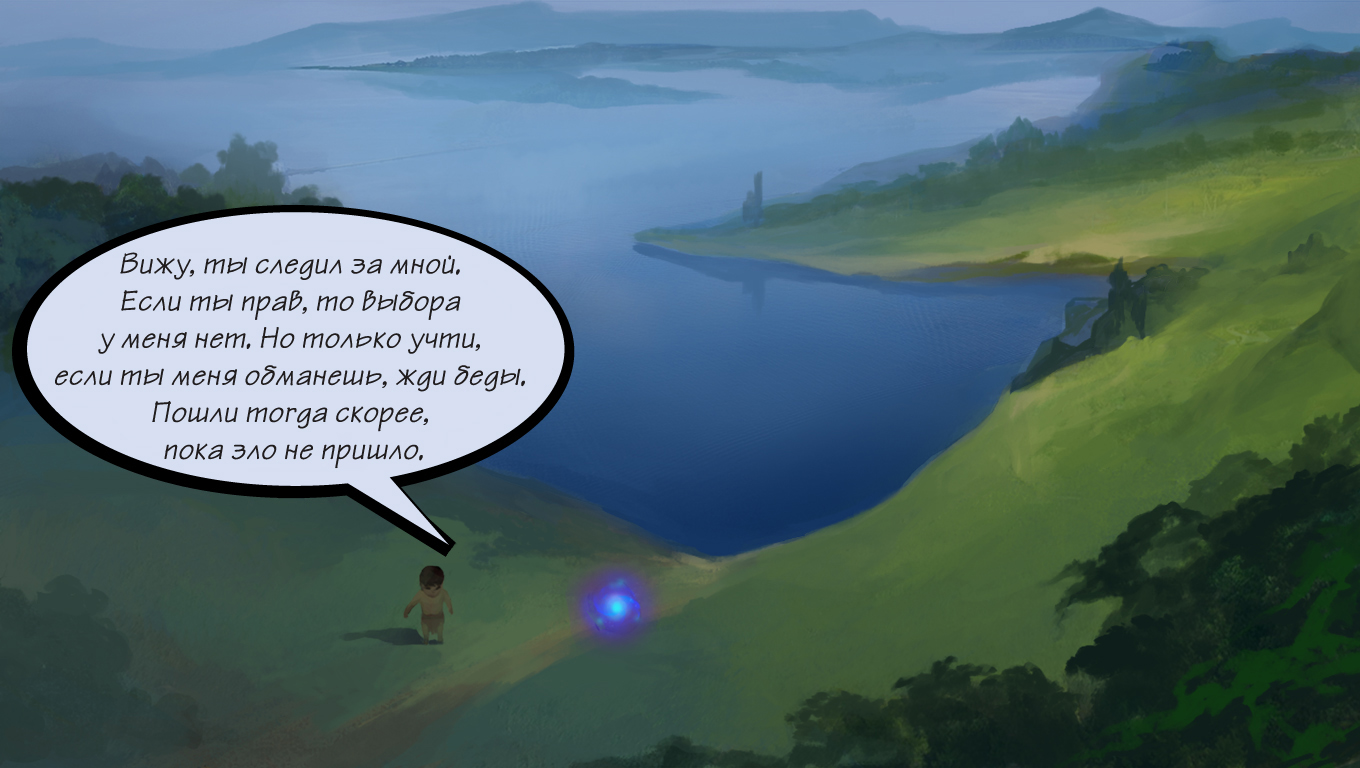 Вижу, ты следил за мной.
Если ты прав, то выбора
у меня нет. Но только учти,
если ты меня обманешь, жди беды.
Пошли тогда скорее,
пока зло не пришло.